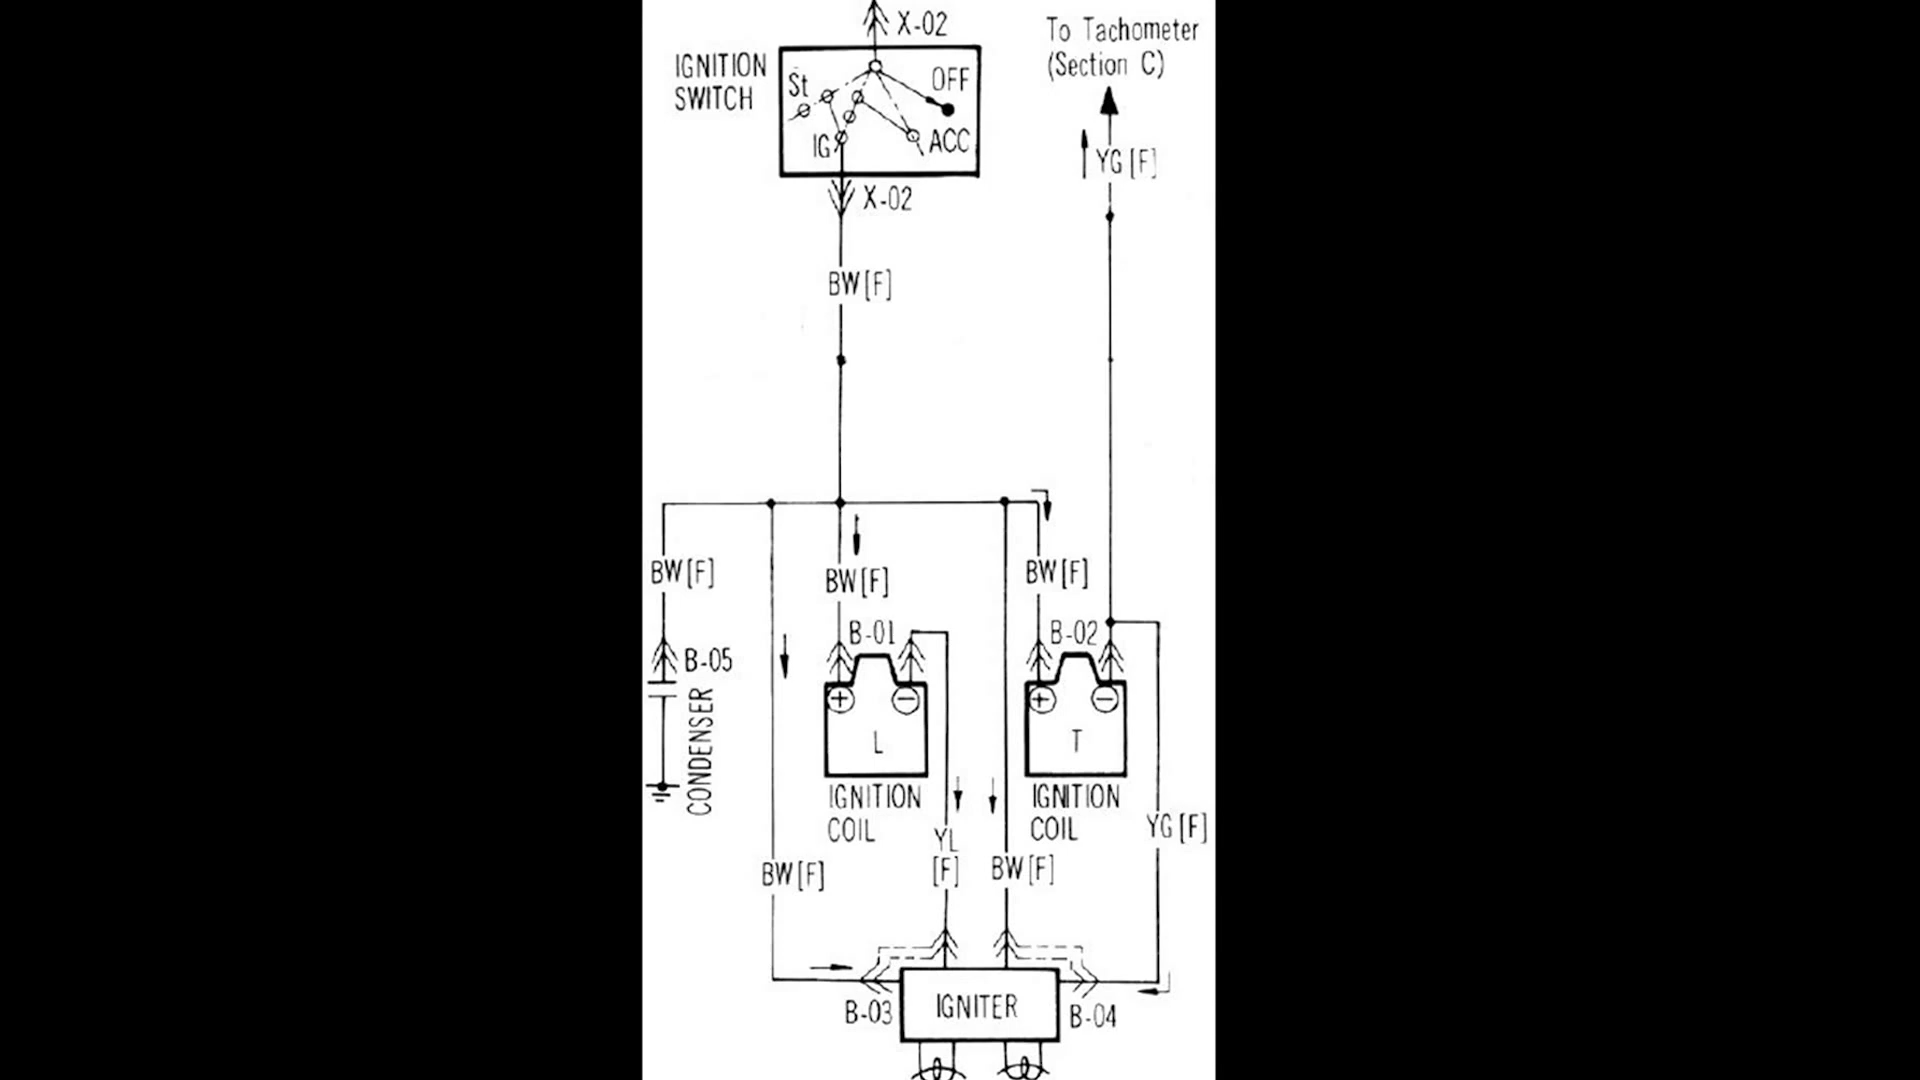 X-02
To Tachometer
(Section C)
IGNITION
SWITCH
St
OFF
IG
ACC
YG [F]
X-02
BW [F]
BW [F]
BW [F]
BW [F]
B-01
B-02
B-05
CONDENSER
+
−
+
−
L
T
IGNITION
COIL
IGNITION
COIL
YL
[F]
YG [F]
BW [F]
BW [F]
B-03
IGNITER
B-04